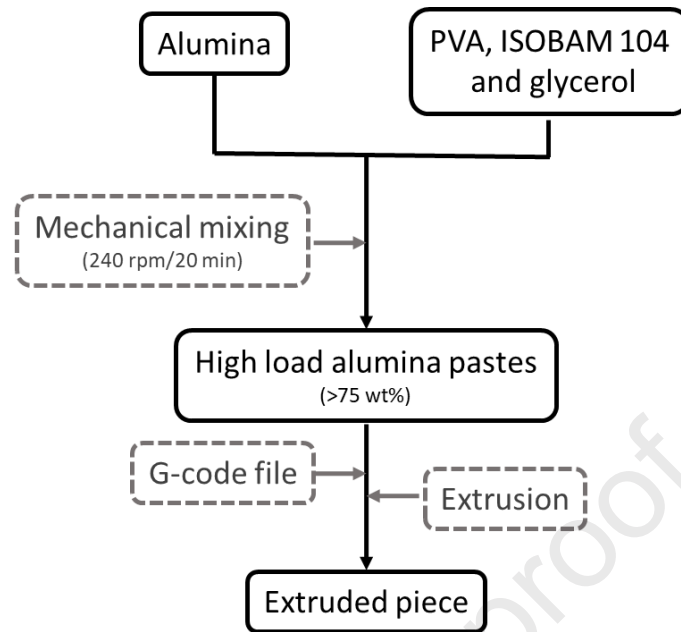 Alumina
PVA, ISOBAM 104
and glycerol
Mechanical mixing
(240 rpm/20 min)
High load alumina pastes
(>75 wt%)
G-code file
Extrusion
Extruded piece
proof